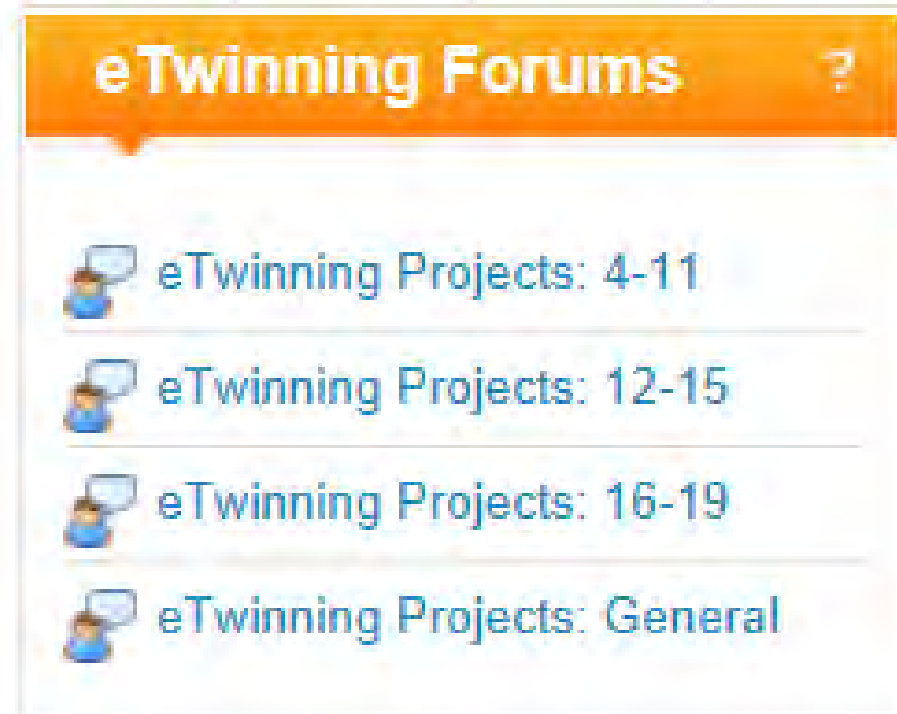 eTwinning Forums ?
eTwinning Projects: 4-11
eTwinning Projects: 12-15
eTwinning Projects: 16-19
eTwinning Projects: General